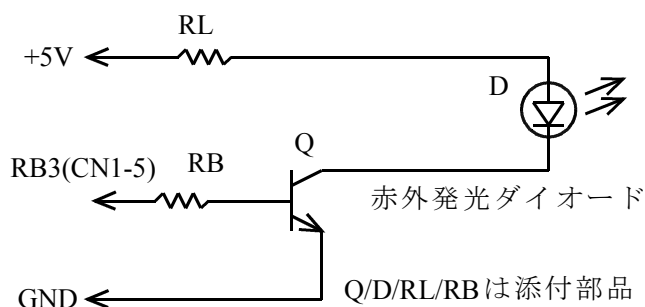 RL
+5V
D
Q
RB3(CN1-5)
RB
赤外発光ダイオード
GND
Q/D/RL/RBは添付部品